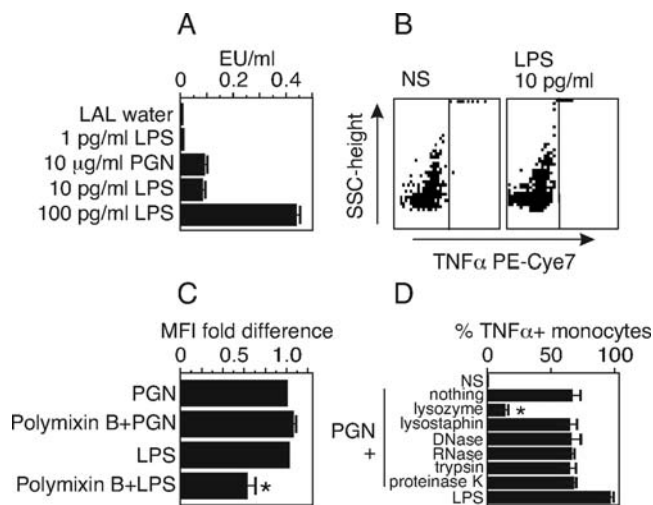 A
EU/ml
0 0.4
LAL water
1 pg/ml LPS
10 µg/ml PGN
10 pg/ml LPS
100 pg/ml LPS
B
NS
LPS
10 pg/ml
SSC-height
TNFα PE-Cye7
C
MFI fold difference
0 0.6 1.0
PGN
Polymixin B+PGN
LPS
Polymixin B+LPS
*
D
% TNFα+ monocytes
0 50 100
PGN
+
NS
nothing
lysozyme *
lysostaphin
DNase
RNase
trypsin
proteinase K
LPS